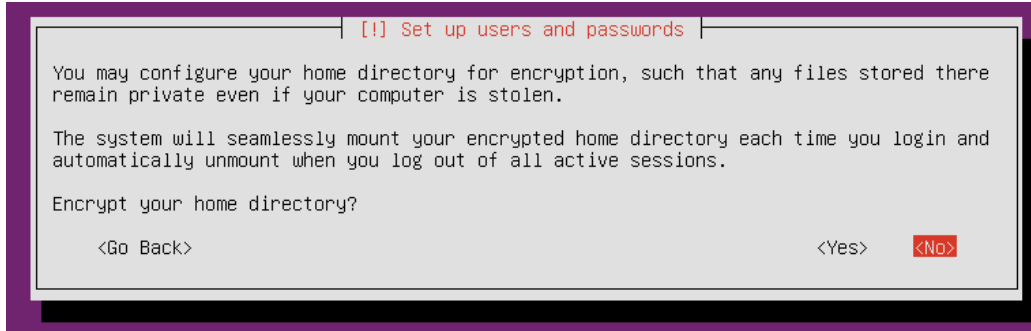 [!] Set up users and passwords
You may configure your home directory for encryption, such that any files stored there
remain private even if your computer is stolen.
The system will seamlessly mount your encrypted home directory each time you login and
automatically unmount when you log out of all active sessions.
Encrypt your home directory?
<Go Back> <Yes> <No>